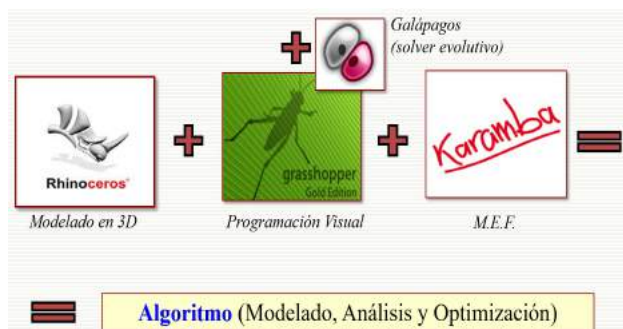 Galápagos
(solver evolutivo)
Rhinoceros®
grasshopper
Gold Edition
Karamba
Modelado en 3D
Programación Visual
M.E.F.
Algoritmo (Modelado, Análisis y Optimización)